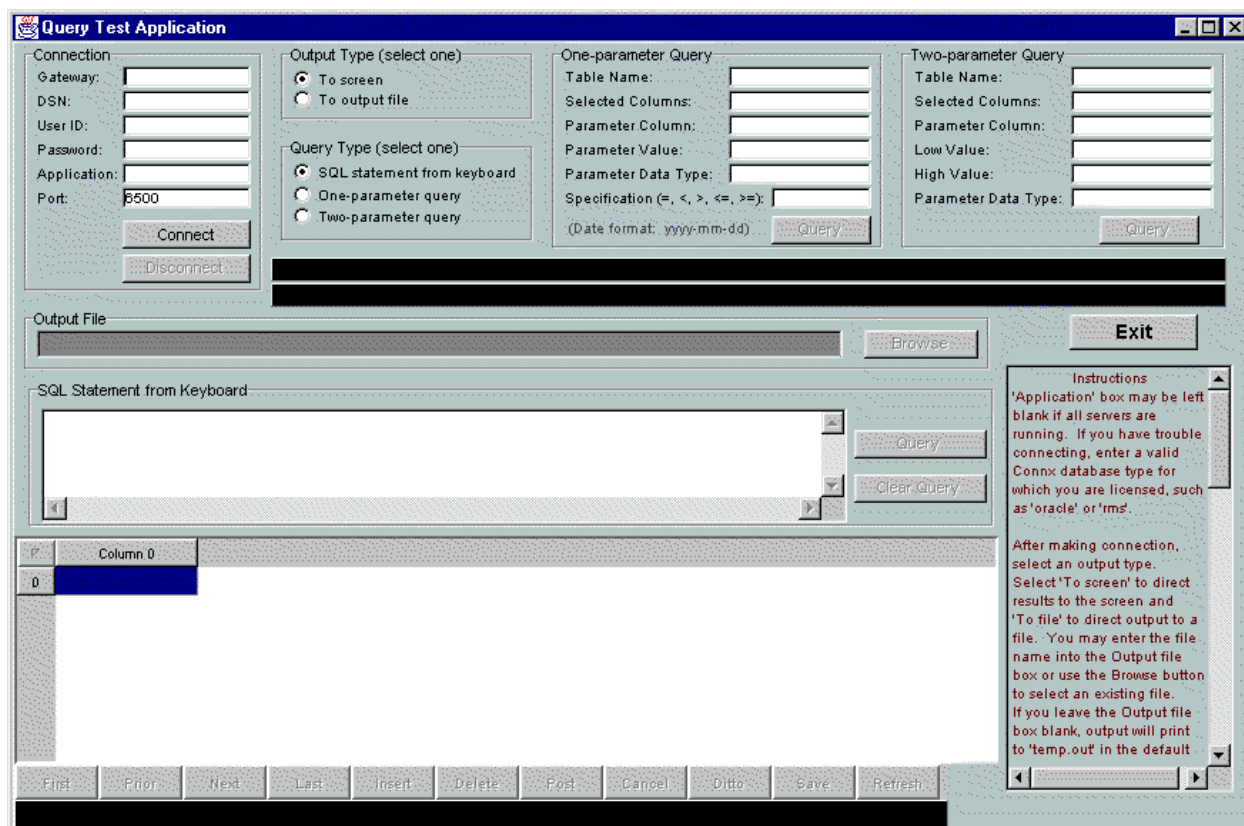 Query Test Application
Connection
Gateway:
DSN:
User ID:
Password:
Application:
Port: 6500
Connect
Disconnect
Output Type (select one)
To screen
To output file
Query Type (select one)
SQL statement from keyboard
One-parameter query
Two-parameter query
One-parameter Query
Table Name:
Selected Columns:
Parameter Column:
Parameter Value:
Parameter Data Type:
Specification (=, <, >, <=, >=):
(Date format: yyyy-mm-dd) Query
Two-parameter Query
Table Name:
Selected Columns:
Parameter Column:
Low Value:
High Value:
Parameter Data Type:
Query
Output File
Browse
Exit
SQL Statement from Keyboard
Query
Clear Query
Instructions
'Application' box may be left
blank if all servers are
running. If you have trouble
connecting, enter a valid
Connx database type for
which you are licensed, such
as 'oracle' or 'rms'.
After making connection,
select an output type.
Select 'To screen' to direct
results to the screen and
'To file' to direct output to a
file. You may enter the file
name into the Output file
box or use the Browse button
to select an existing file.
If you leave the Output file
box blank, output will print
to 'temp.out' in the default
Column 0
0
First Prior Next Last Insert Delete Post Cancel Ditto Save Refresh